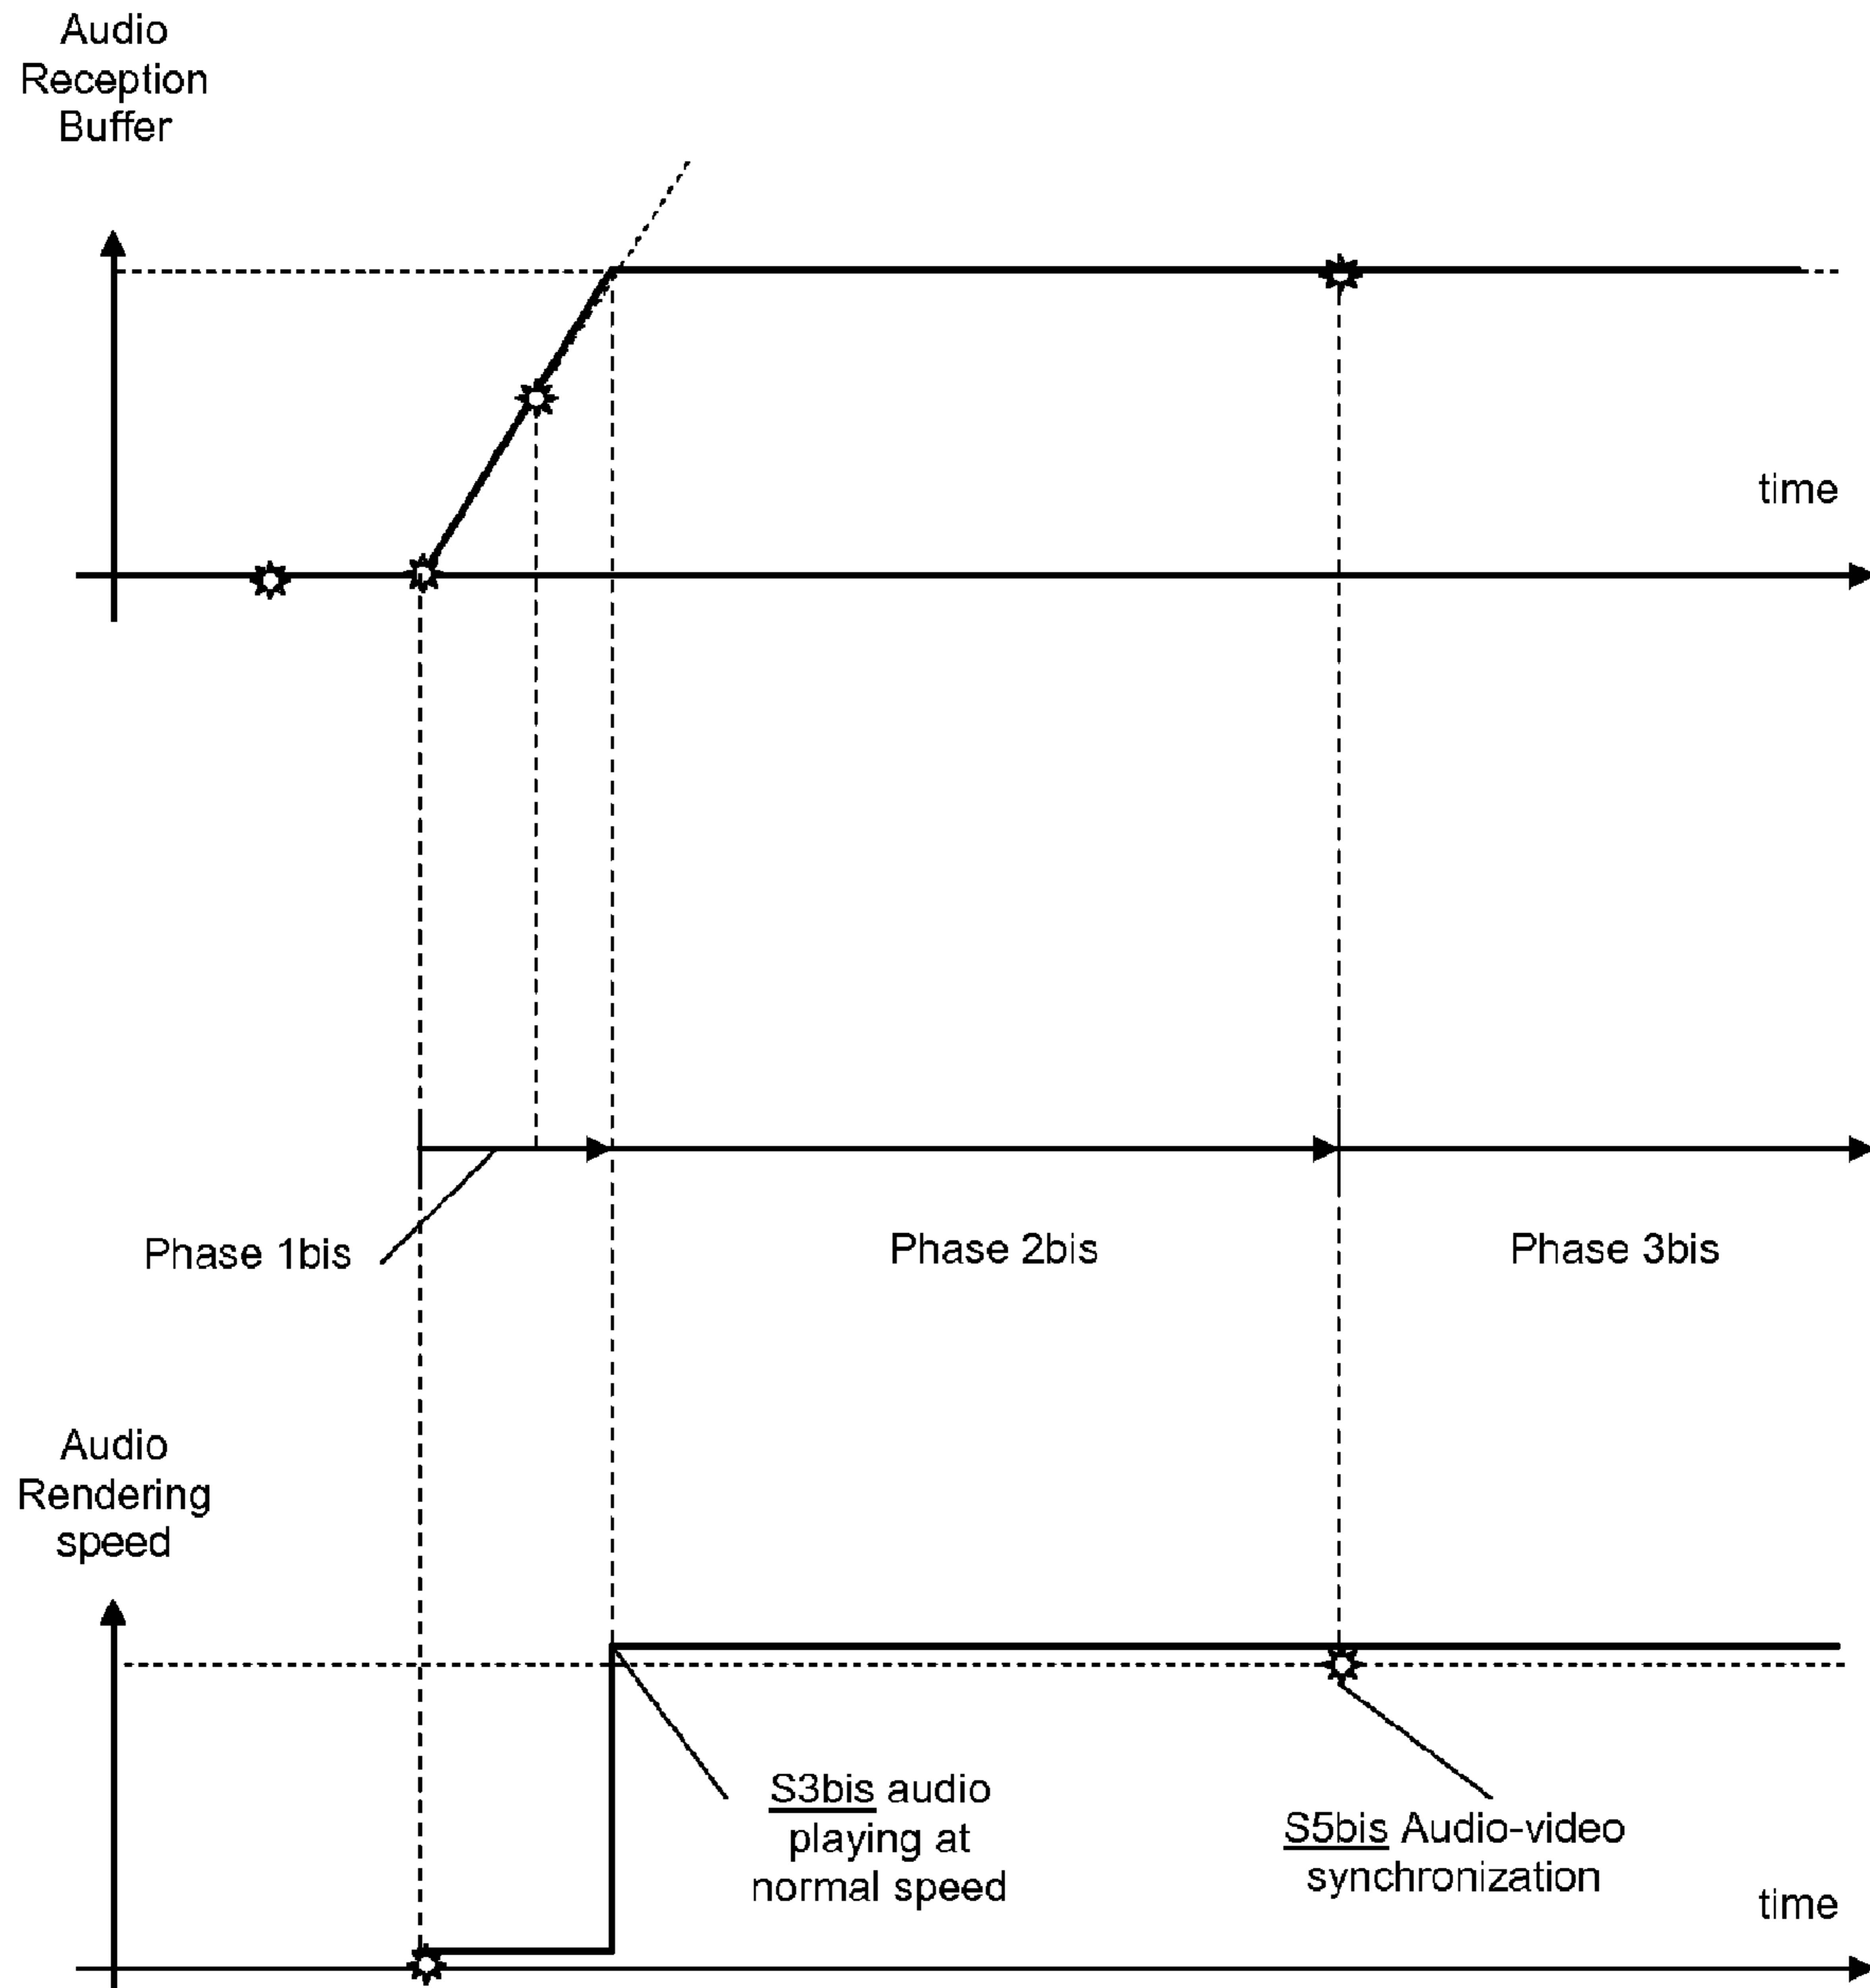 Audio
Reception
Buffer
time
Phase 1bis
Phase 2bis
Phase 3bis
Audio
Rendering
speed
S3bis audio
playing at
normal speed
S5bis Audio-video
synchronization
time